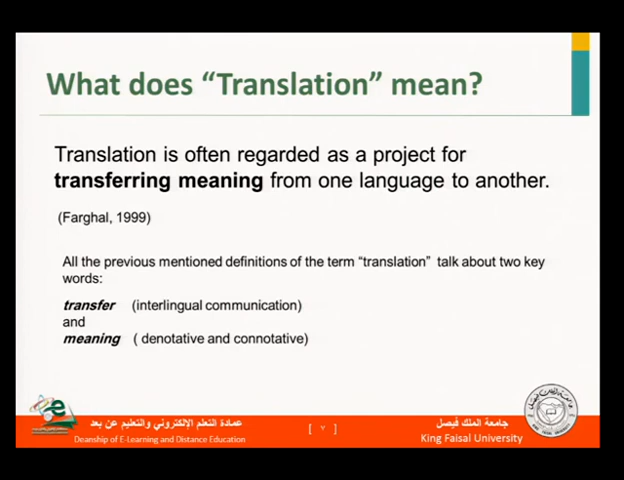 What does “Translation” mean?
Translation is often regarded as a project for
transferring meaning from one language to another.
(Farghal, 1999)
All the previous mentioned definitions of the term “translation” talk about two key
words:
transfer (interlingual communication)
and
meaning ( denotative and connotative)
عمادة التعلم الإلكتروني والتعليم عن بعد
Deanship of E-Learning and Distance Education
[ ٧ ]
جامعة الملك فيصل
King Faisal University